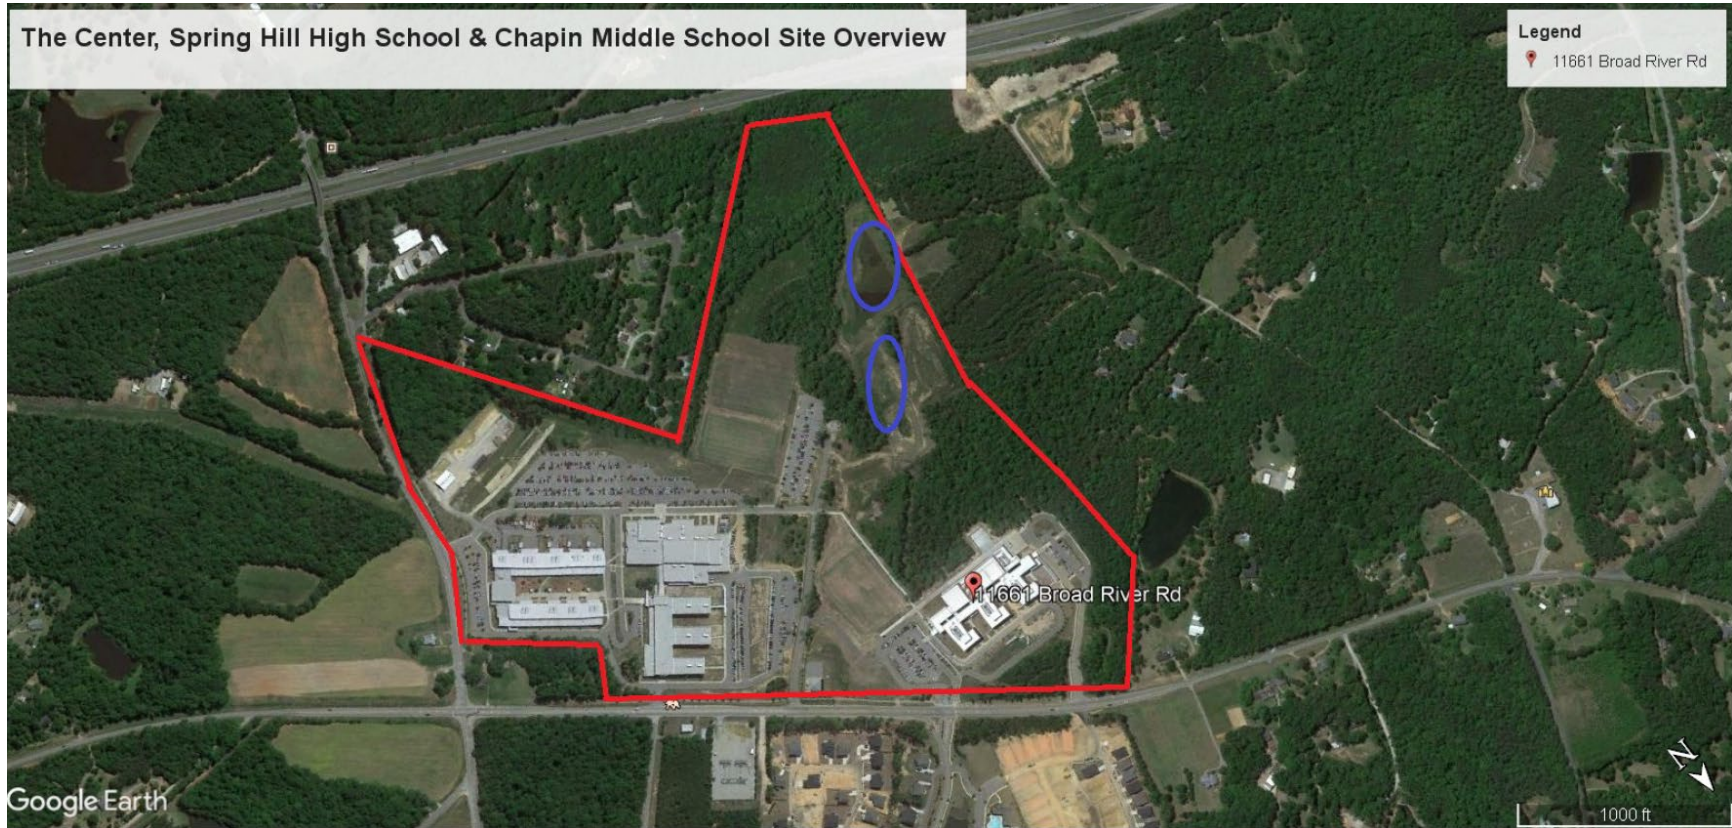 The Center, Spring Hill High School & Chapin Middle School Site Overview
Legend
11661 Broad River Rd
11661 Broad River Rd
N
Google Earth
1000 ft